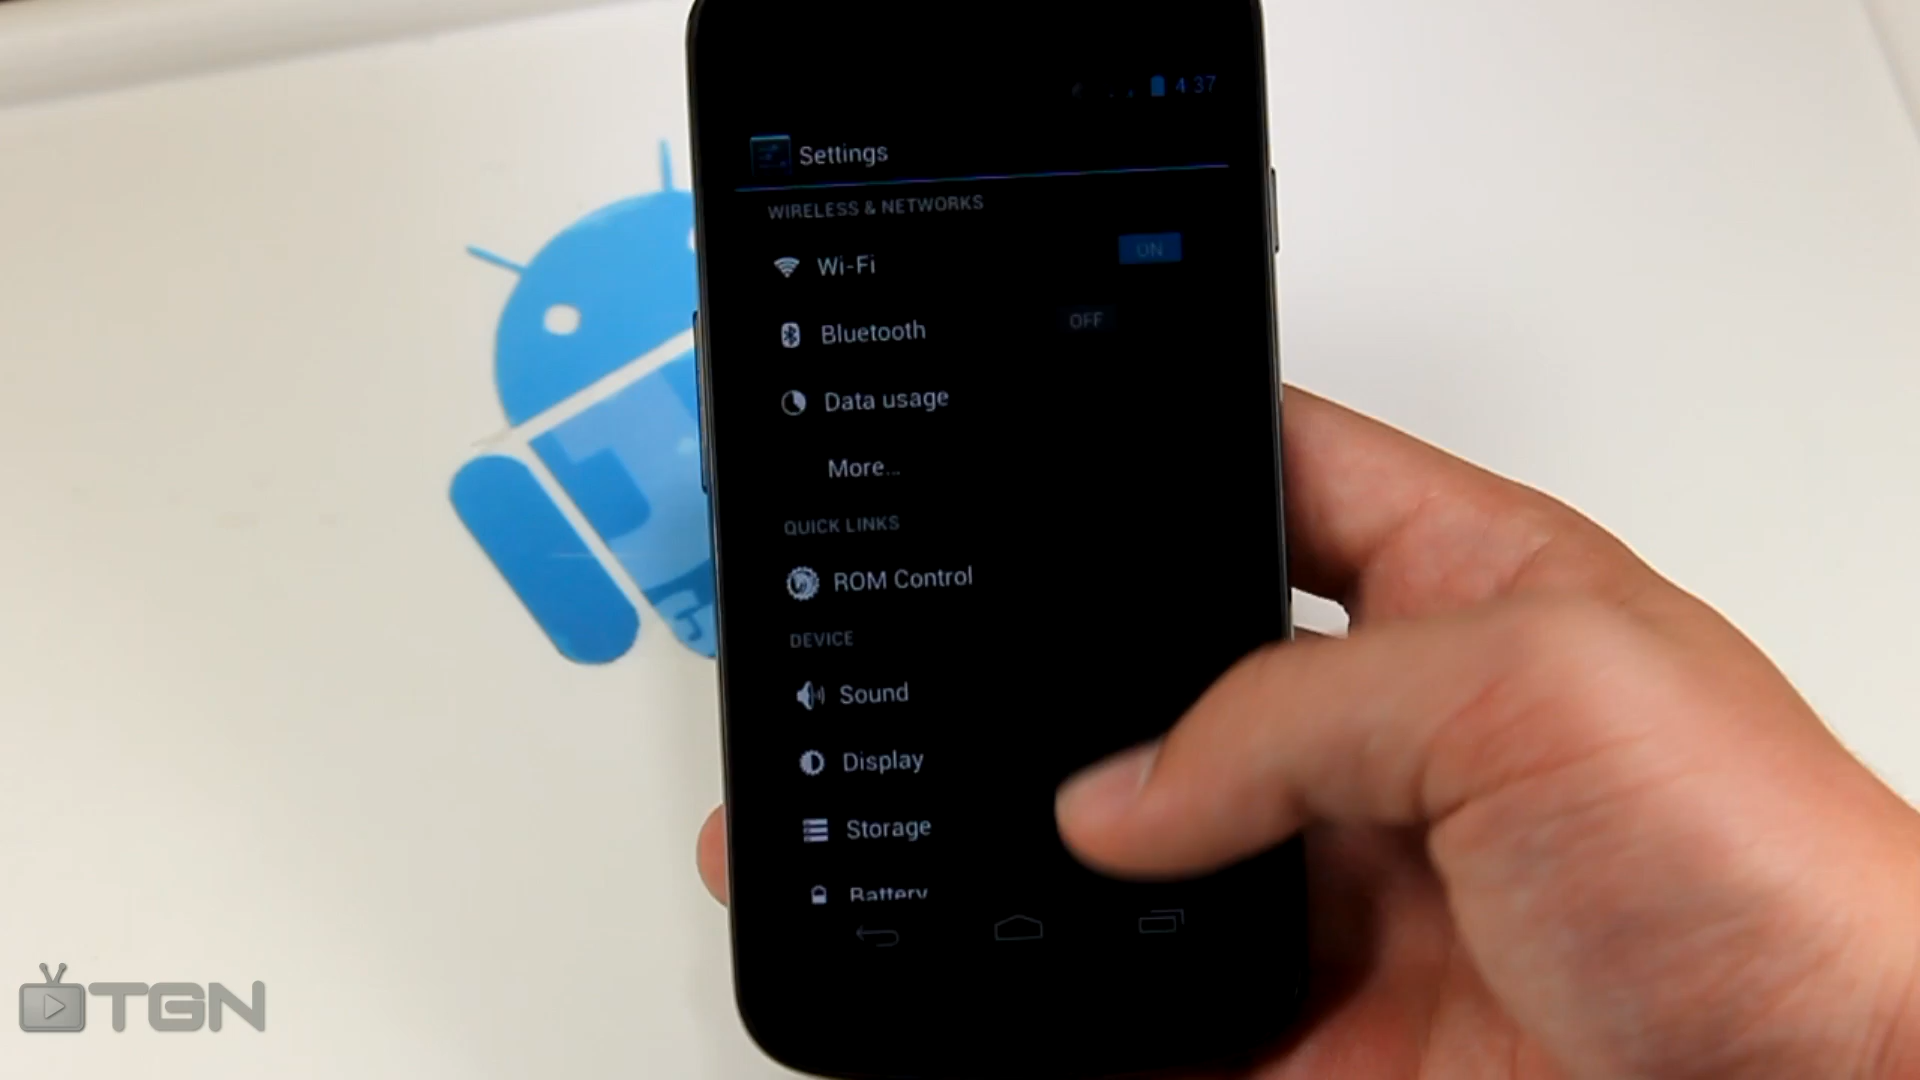 4:37
Settings
WIRELESS & NETWORKS
Wi-Fi
ON
Bluetooth
OFF
Data usage
More...
QUICK LINKS
ROM Control
DEVICE
Sound
Display
Storage
Battery
TGN